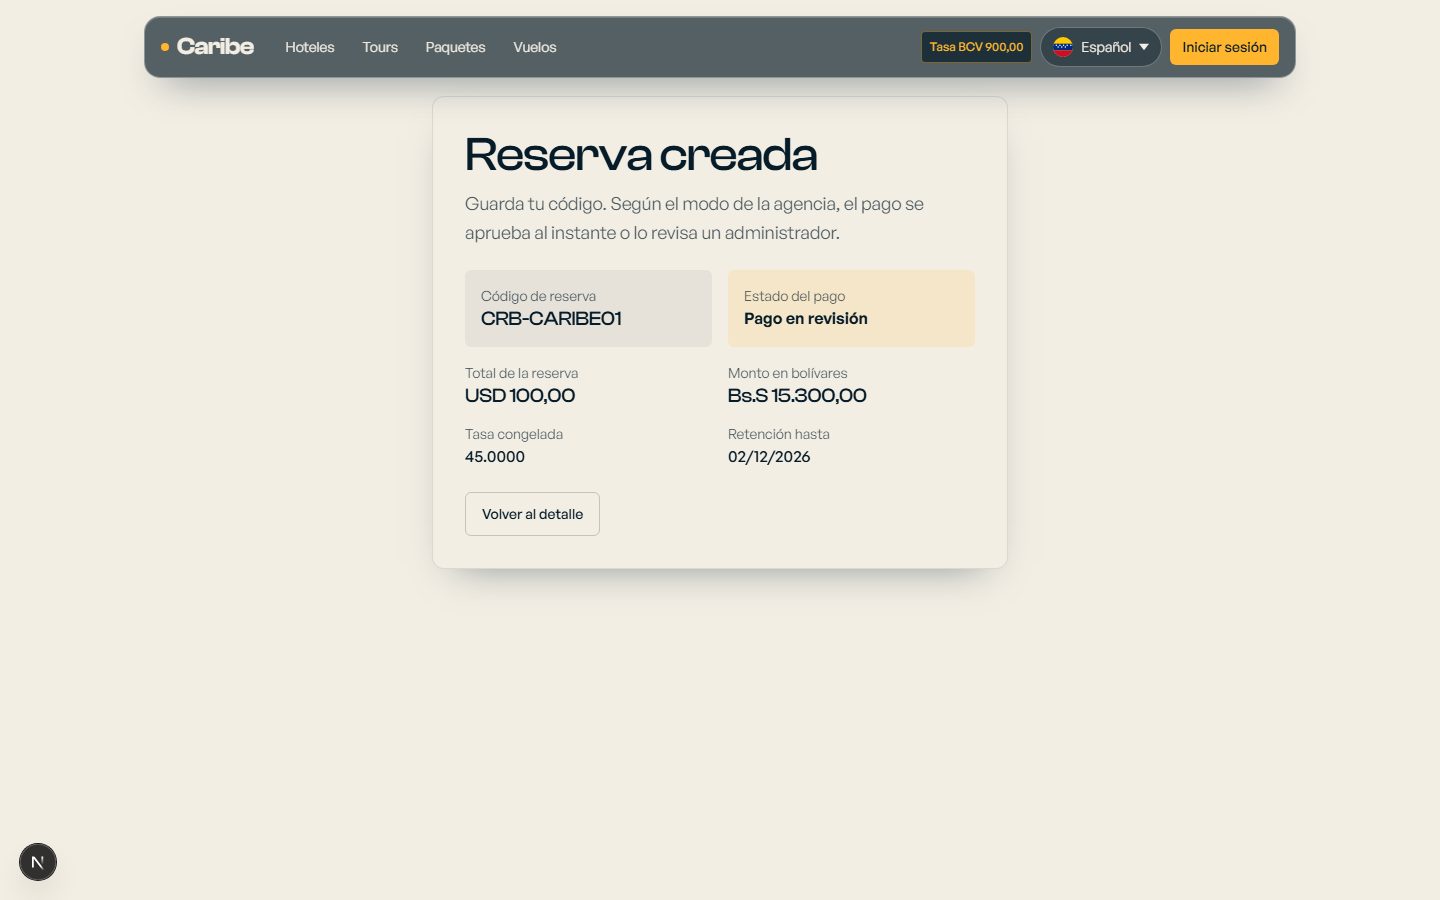 Caribe
Hoteles
Tours
Paquetes
Vuelos
Tasa BCV 900,00
Español
Iniciar sesión
Reserva creada
Guarda tu código. Según el modo de la agencia, el pago se
aprueba al instante o lo revisa un administrador.
Código de reserva
CRB-CARIBE01
Estado del pago
Pago en revisión
Total de la reserva
USD 100,00
Monto en bolívares
Bs.S 15.300,00
Tasa congelada
45.0000
Retención hasta
02/12/2026
Volver al detalle
N